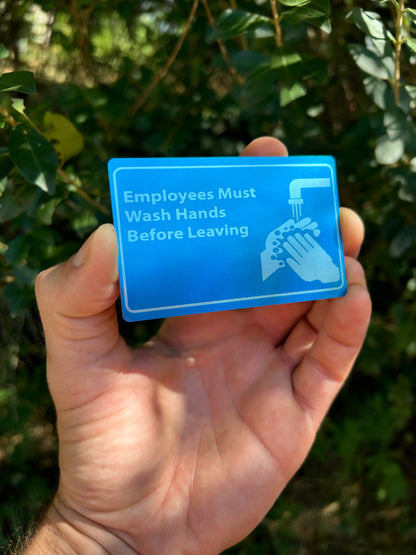 Employees Must
Wash Hands
Before Leaving